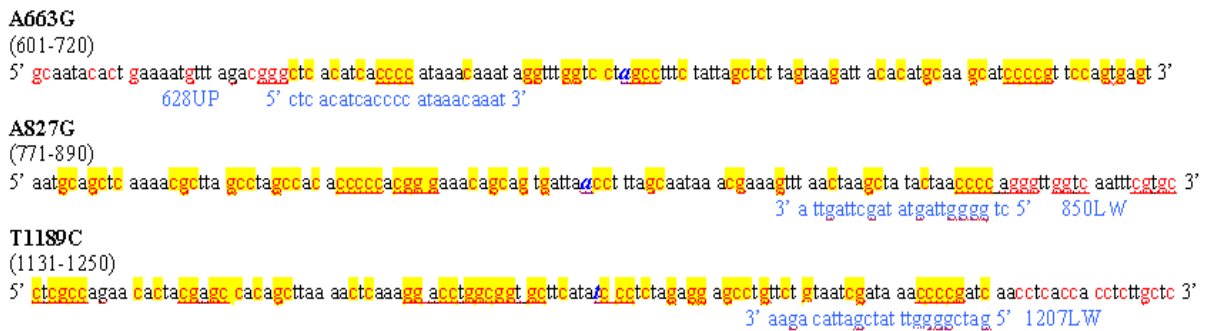 A663G
(601-720)
5’ gcaatacact gaaaatgttt agacgggctc acatcacccc ataaacaaat aggtttggtc ctagcctttc tattagctct tagtaagatt acacatgcaa gcatccccgt tccagtgagt 3’
628UP 5’ ctc acatcacccc ataaacaaat 3’
A827G
(771-890)
5’ aatgcagctc aaaacgctta gcctagccac acccccacgg gaaacagcag tgattaacct ttagcaataa acgaaagttt aactaagcta tactaacccc agggttggtc aatttcgtgc 3’
3’ a ttgattcgat atgattgggg tc 5’ 850LW
T1189C
(1131-1250)
5’ ctcgccagaa cactacgagc cacagcttaa aactcaaagg acctggcggt gcttcatatc cctctagagg agcctgttct gtaatcgata aaccccgatc aacctcacca cctcttgctc 3’
3’ aaga cattagctat ttggggctag 5’ 1207LW